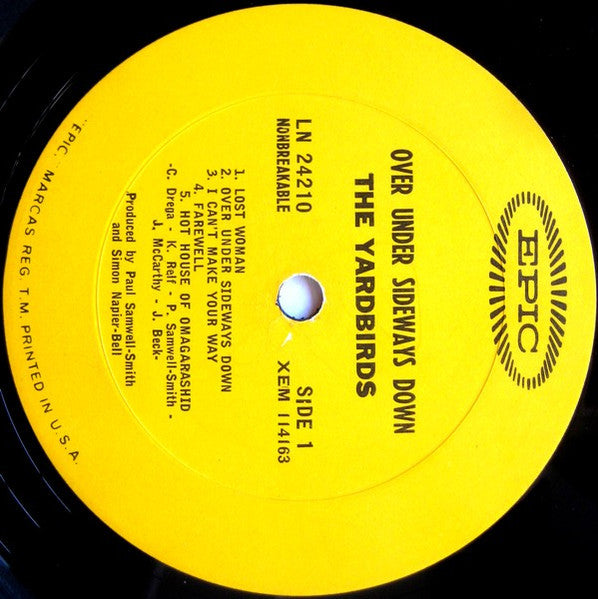 EPIC
OVER UNDER SIDEWAYS DOWN
THE YARDBIRDS
LN 24210
NONBREAKABLE
SIDE 1
XEM 114163
1. LOST WOMAN
2. OVER UNDER SIDEWAYS DOWN
3. I CAN'T MAKE YOUR WAY
4. FAREWELL
5. HOT HOUSE OF OMAGARASHID
-C. Drega - K. Relf - P. Samwell-Smith -
J. McCarthy - J. Beck-
Produced by Paul Samwell-Smith
and Simon Napier-Bell
"EPIC," MARCAS REG. T.M. PRINTED IN U.S.A.